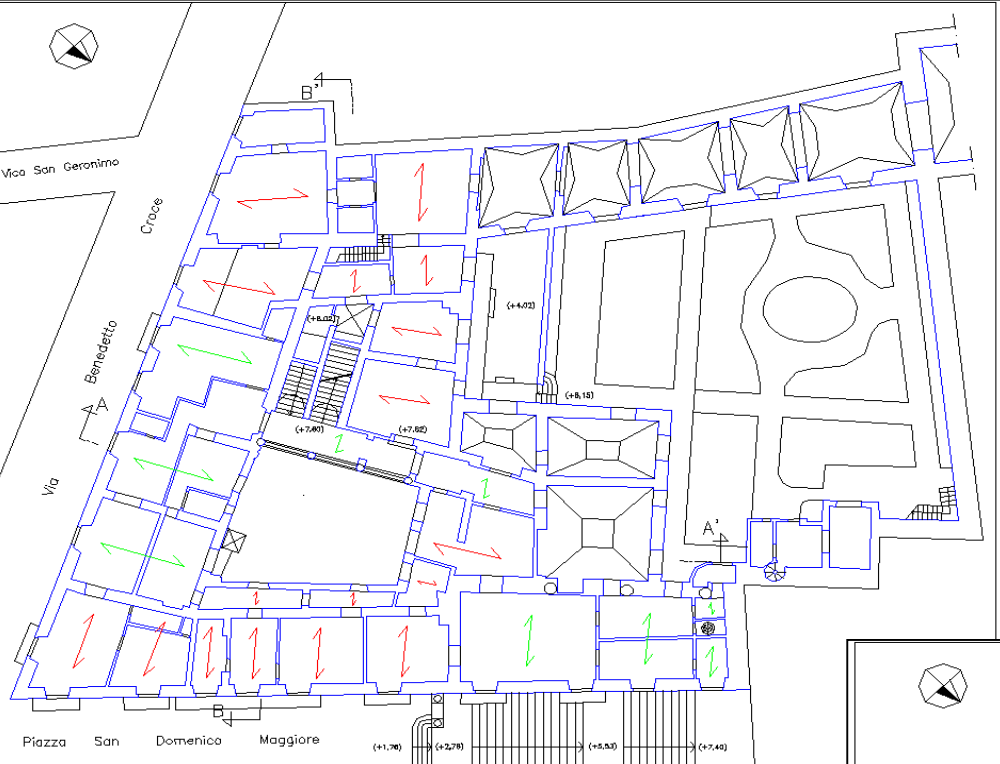 B'
Vico San Geronimo
Croce
(+4.02)
(+8.02)
Benedetto
(+6,15)
A
(+7.60)
(+7.62)
Via
A'
B
Piazza San Domenico Maggiore
(+1,76)
(+2,78)
(+5,53)
(+7,40)